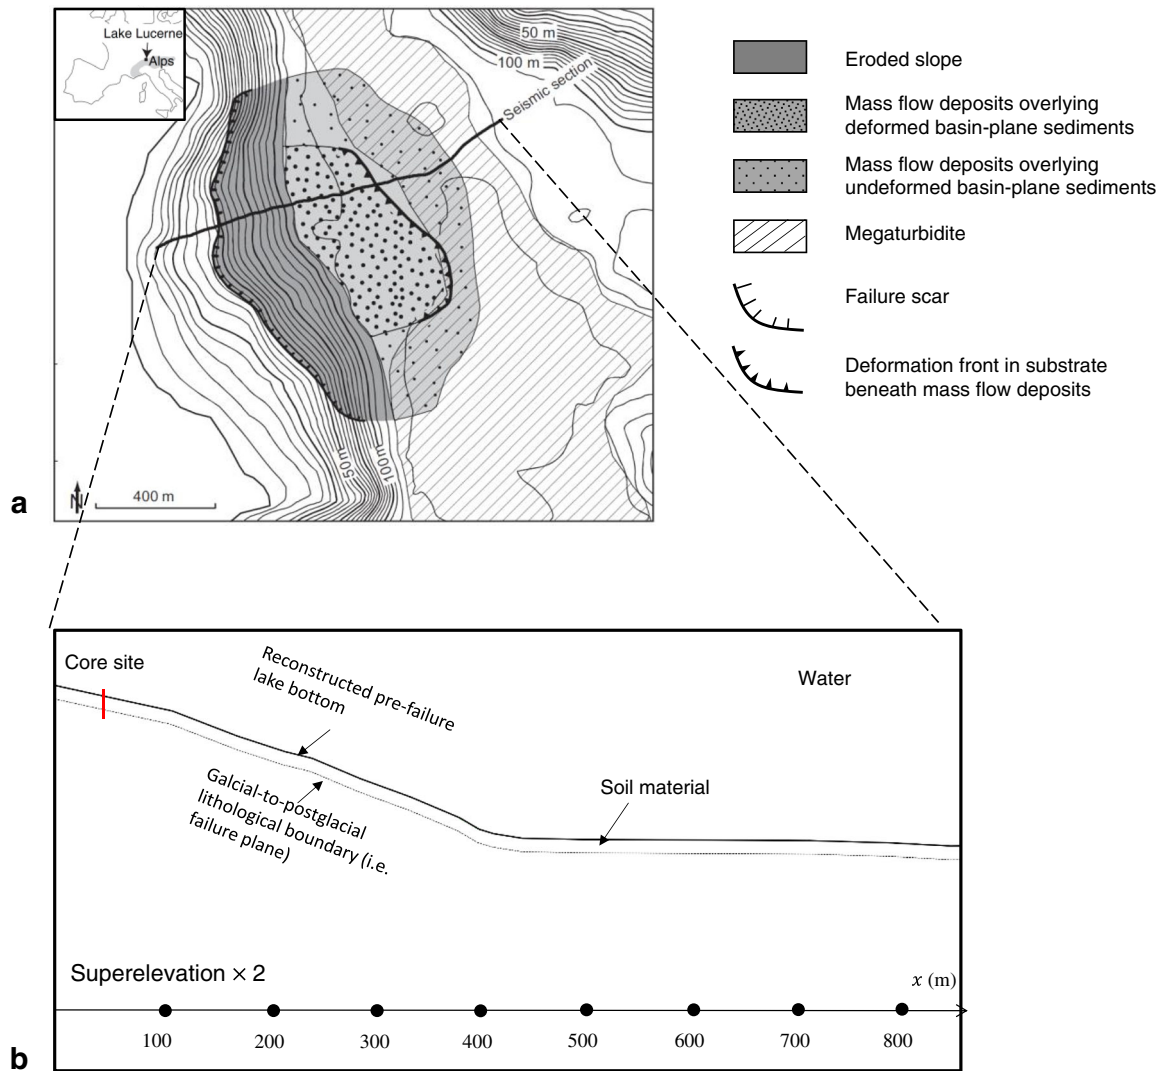 Lake Lucerne
Alps
50 m
100 m
Seismic section
50m
100m
N
400 m
a
Eroded slope
Mass flow deposits overlying
deformed basin-plane sediments
Mass flow deposits overlying
undeformed basin-plane sediments
Megaturbidite
Failure scar
Deformation front in substrate
beneath mass flow deposits
Core site
Reconstructed pre-failure
lake bottom
Water
Galcial-to-postglacial
lithological boundary (i.e.
failure plane)
Soil material
Superelevation × 2
x (m)
100 200 300 400 500 600 700 800
b